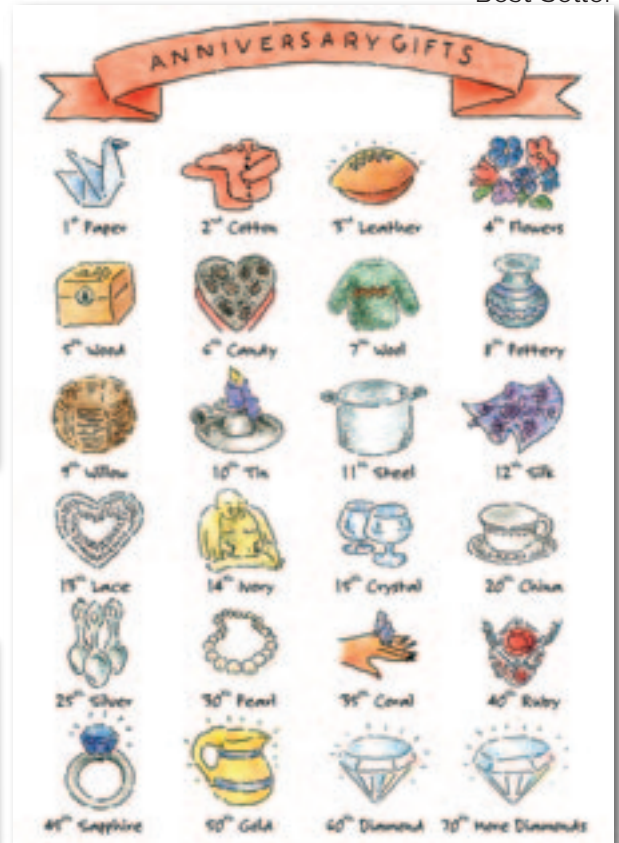 Best Seller
ANNIVERSARY GIFTS
1st Paper 2nd Cotton 3rd Leather 4th Flowers
5th Wood 6th Candy 7th Wool 8th Pottery
9th Willow 10th Tin 11th Steel 12th Silk
13th Lace 14th Ivory 15th Crystal 20th China
25th Silver 30th Pearl 35th Coral 40th Ruby
45th Sapphire 50th Gold 60th Diamond 70th More Diamonds